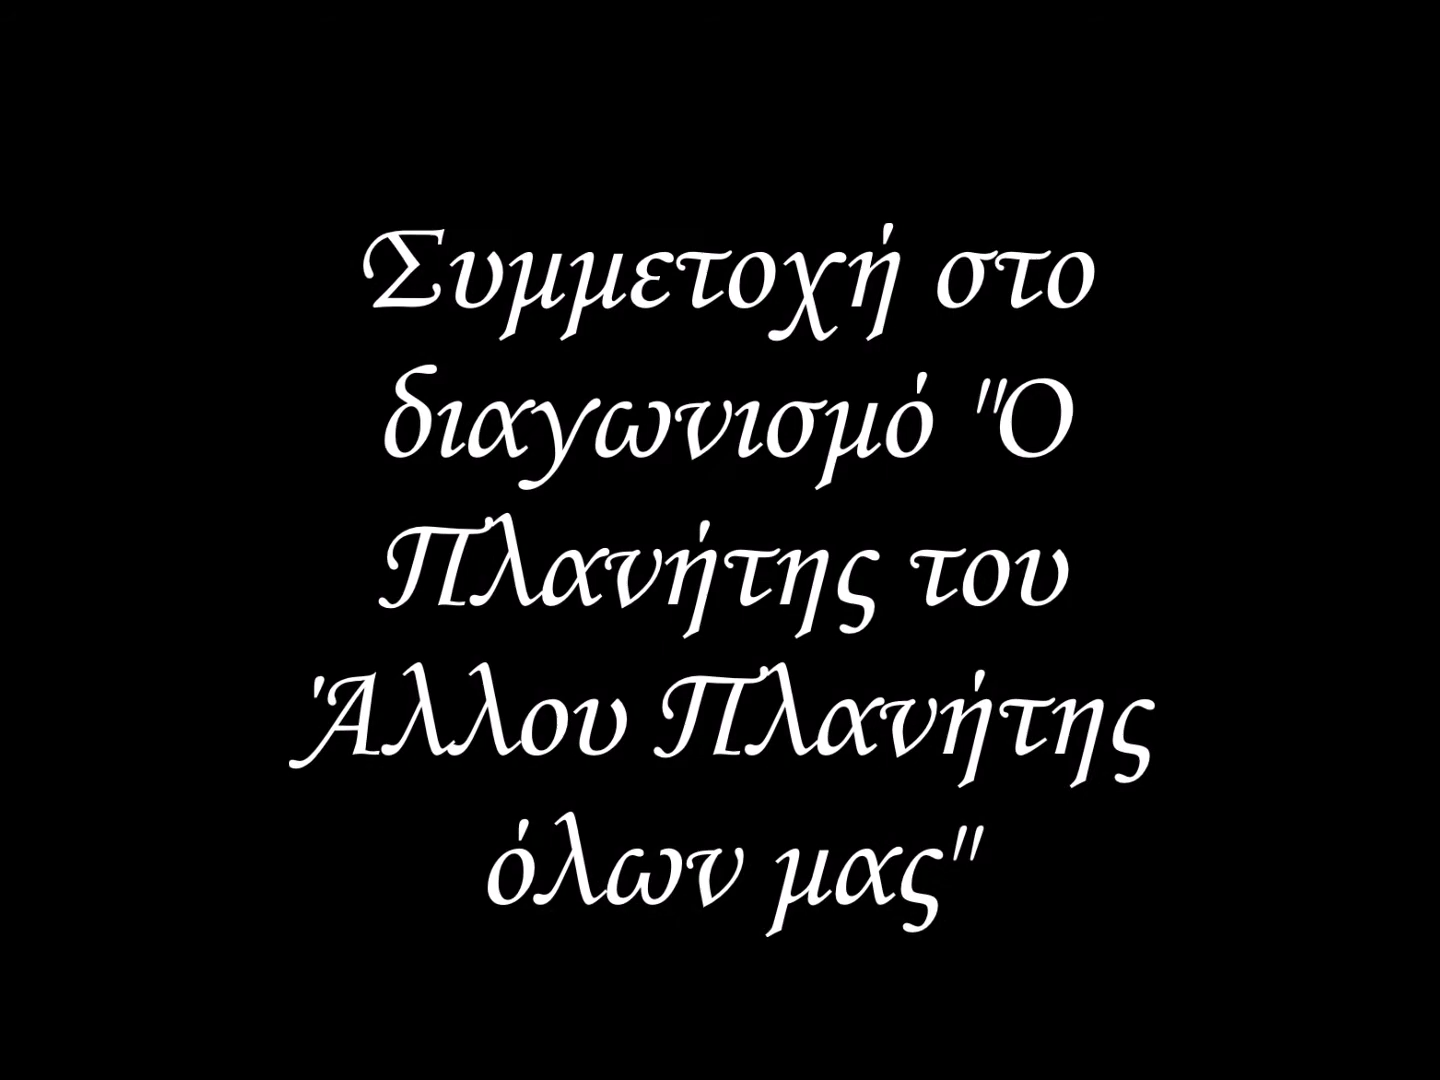 Συμμετοχή στο
διαγωνισμό "Ο
Πλανήτης του
Άλλου Πλανήτης
όλων μας"